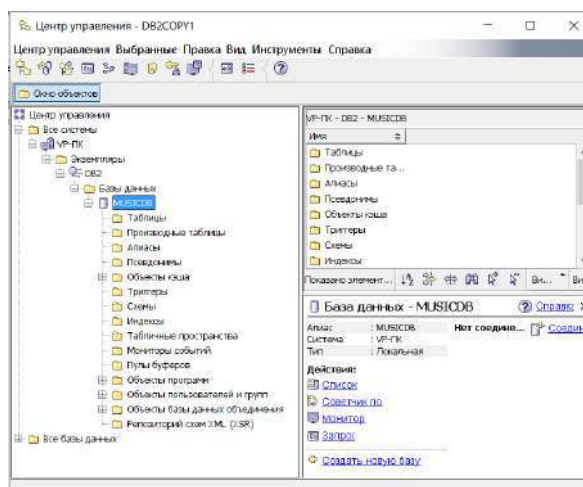 Центр управления - DB2COPY1
Центр управления Выбранные Правка Вид Инструменты Справка
Окно объектов
Центр управления
Все системы
VP-ПК
Экземпляры
DB2
Базы данных
MUSICDB
Таблицы
Производные таблицы
Алиасы
Псевдонимы
Объекты кэша
Триггеры
Схемы
Индексы
Табличные пространства
Мониторы событий
Пулы буферов
Объекты программ
Объекты пользователей и групп
Объекты базы данных объединения
Репозиторий схем XML (XSR)
Все базы данных
VP-ПК - DB2 - MUSICDB
Имя
Таблицы
Производные та...
Алиасы
Псевдонимы
Объекты кэша
Триггеры
Схемы
Индексы
Показано элемент... Ви... Ви
База данных - MUSICDB Справка
Алиас : MUSICDB Нет соедине... Соедин
Система : VP-ПК
Тип : Локальная
Действия:
Список
Советчик по
Монитор
Запрос
Создать новую базу